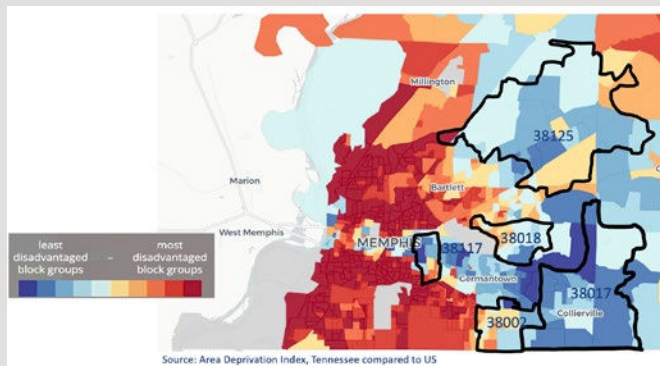 Millington
38125
Marion
Bartlett
West Memphis
MEMPHIS
38117
38018
Germantown
38017
38002
Collierville
least
disadvantaged
block groups
-
most
disadvantaged
block groups
Source: Area Deprivation Index, Tennessee compared to US